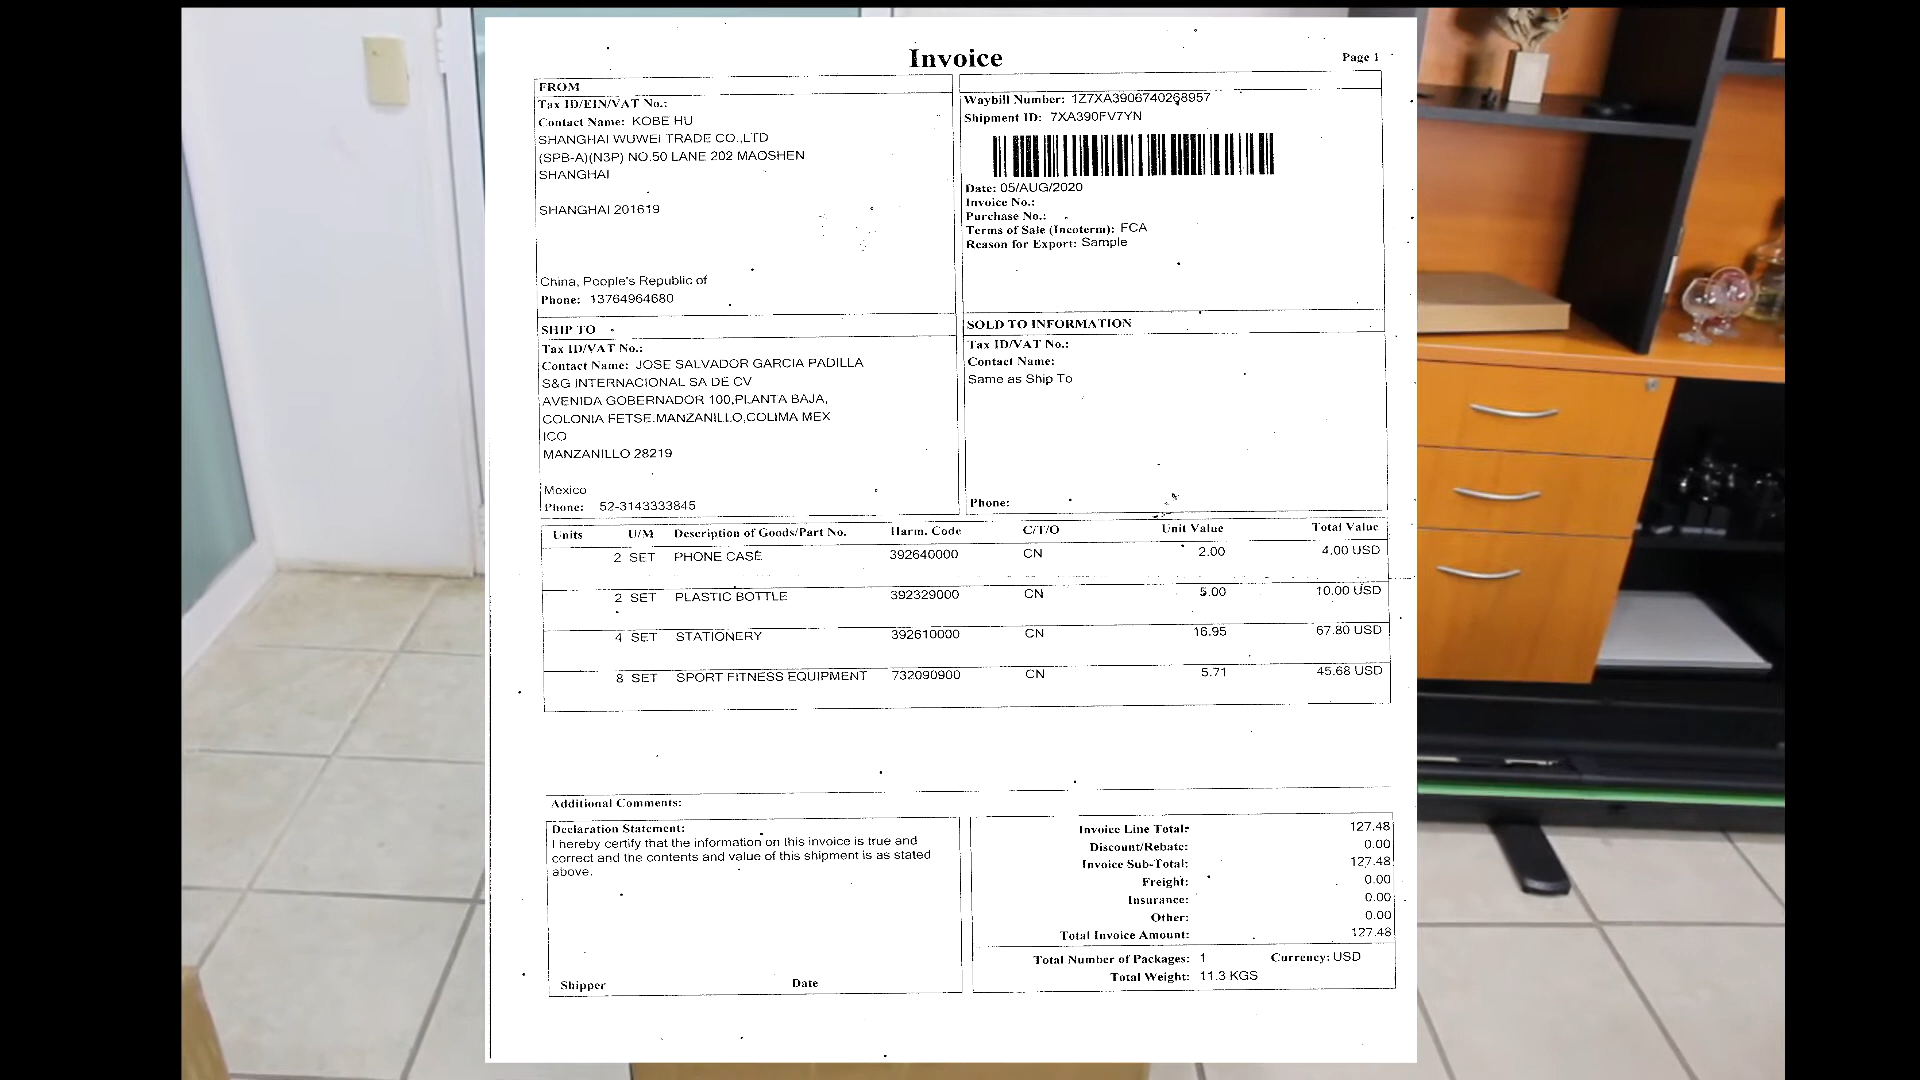 Invoice
Page 1
FROM
Tax ID/EIN/VAT No.:
Contact Name: KOBE HU
SHANGHAI WUWEI TRADE CO.,LTD
(SPB-A)(N3P) NO.50 LANE 202 MAOSHEN
SHANGHAI
SHANGHAI 201619
China, People's Republic of
Phone: 13764964680
Waybill Number: 1Z7XA3906740268957
Shipment ID: 7XA390FV7YN
Date: 05/AUG/2020
Invoice No.:
Purchase No.:
Terms of Sale (Incoterm): FCA
Reason for Export: Sample
SHIP TO
Tax ID/VAT No.:
Contact Name: JOSE SALVADOR GARCIA PADILLA
S&G INTERNACIONAL SA DE CV
AVENIDA GOBERNADOR 100,PLANTA BAJA,
COLONIA FETSE.MANZANILLO,COLIMA MEX
ICO
MANZANILLO 28219
Mexico
Phone: 52-3143333845
SOLD TO INFORMATION
Tax ID/VAT No.:
Contact Name:
Same as Ship To
Phone:
Units U/M Description of Goods/Part No. Harm. Code C/T/O Unit Value Total Value
2 SET PHONE CASE 392640000 CN 2.00 4.00 USD
2 SET PLASTIC BOTTLE 392329000 CN 5.00 10.00 USD
4 SET STATIONERY 392610000 CN 16.95 67.80 USD
8 SET SPORT FITNESS EQUIPMENT 732090900 CN 5.71 45.68 USD
Additional Comments:
Declaration Statement:
I hereby certify that the information on this invoice is true and
correct and the contents and value of this shipment is as stated
above.
Shipper Date
Invoice Line Total: 127.48
Discount/Rebate: 0.00
Invoice Sub-Total: 127.48
Freight: 0.00
Insurance: 0.00
Other: 0.00
Total Invoice Amount: 127.48
Total Number of Packages: 1 Currency: USD
Total Weight: 11.3 KGS